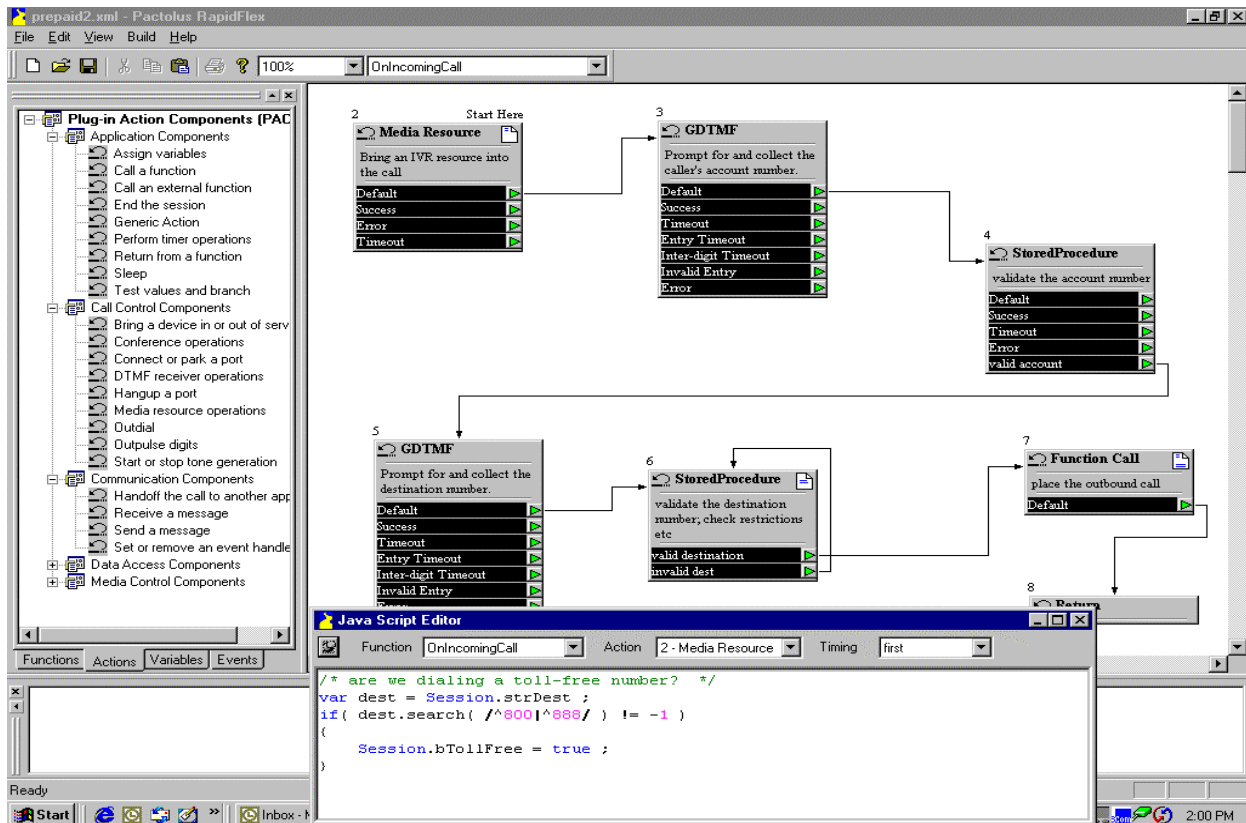 prepaid2.xml - Pactolus RapidFlex
File Edit View Build Help
100% OnIncomingCall
Plug-in Action Components (PAC
Application Components
Assign variables
Call a function
Call an external function
End the session
Generic Action
Perform timer operations
Return from a function
Sleep
Test values and branch
Call Control Components
Bring a device in or out of serv
Conference operations
Connect or park a port
DTMF receiver operations
Hangup a port
Media resource operations
Outdial
Outpulse digits
Start or stop tone generation
Communication Components
Handoff the call to another app
Receive a message
Send a message
Set or remove an event handle
Data Access Components
Media Control Components
Functions Actions Variables Events
2 Start Here
Media Resource
Bring an IVR resource into
the call
Default
Success
Error
Timeout
3
GDTMF
Prompt for and collect the
caller's account number.
Default
Success
Timeout
Entry Timeout
Inter-digit Timeout
Invalid Entry
Error
4
StoredProcedure
validate the account number
Default
Success
Timeout
Error
valid account
5
GDTMF
Prompt for and collect the
destination number.
Default
Success
Timeout
Entry Timeout
Inter-digit Timeout
Invalid Entry
Error
6
StoredProcedure
validate the destination
number; check restrictions
etc
valid destination
invalid dest
7
Function Call
place the outbound call
Default
8
Return
Java Script Editor
Function OnIncomingCall Action 2 - Media Resource Timing first
/* are we dialing a toll-free number? */
var dest = Session.strDest ;
if( dest.search( /^800|^888/ ) != -1 )
{
Session.bTollFree = true ;
}
Ready
Start Inbox - 2:00 PM